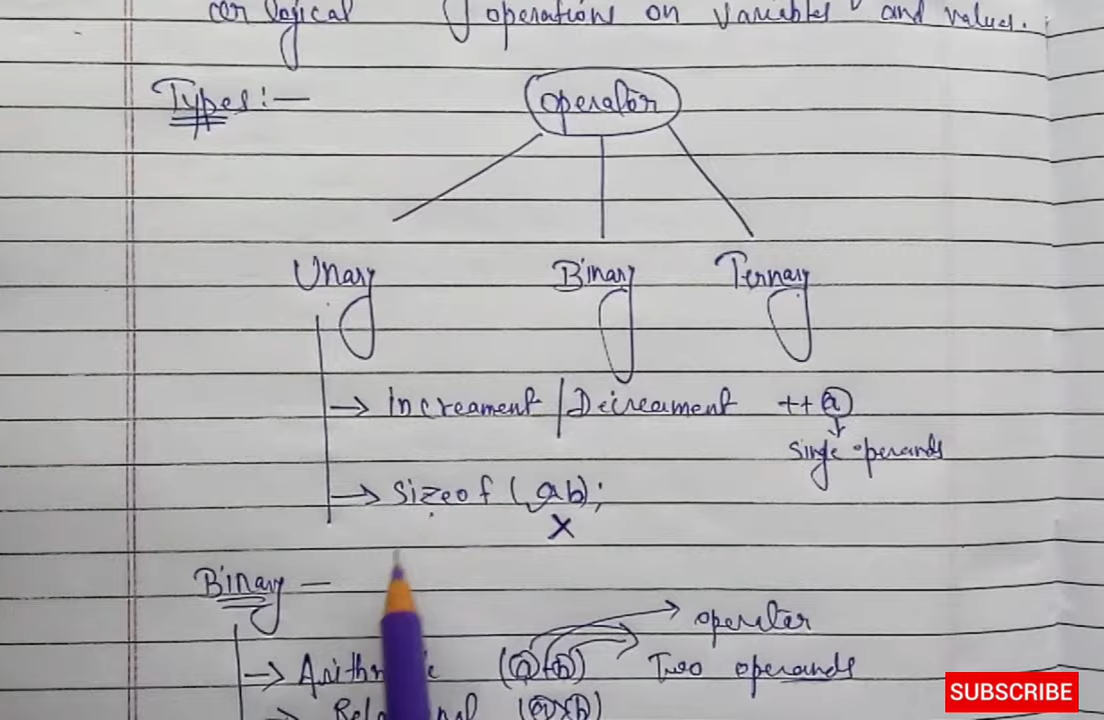 logical operations on variables and values.
Types:—
operator
Unary Binary Ternary
→ increament/Decreament ++a
single operands
→ sizeof (ab);
X
Binary —
operator
→ Arith (a+b) Two operands
(a>b)
SUBSCRIBE